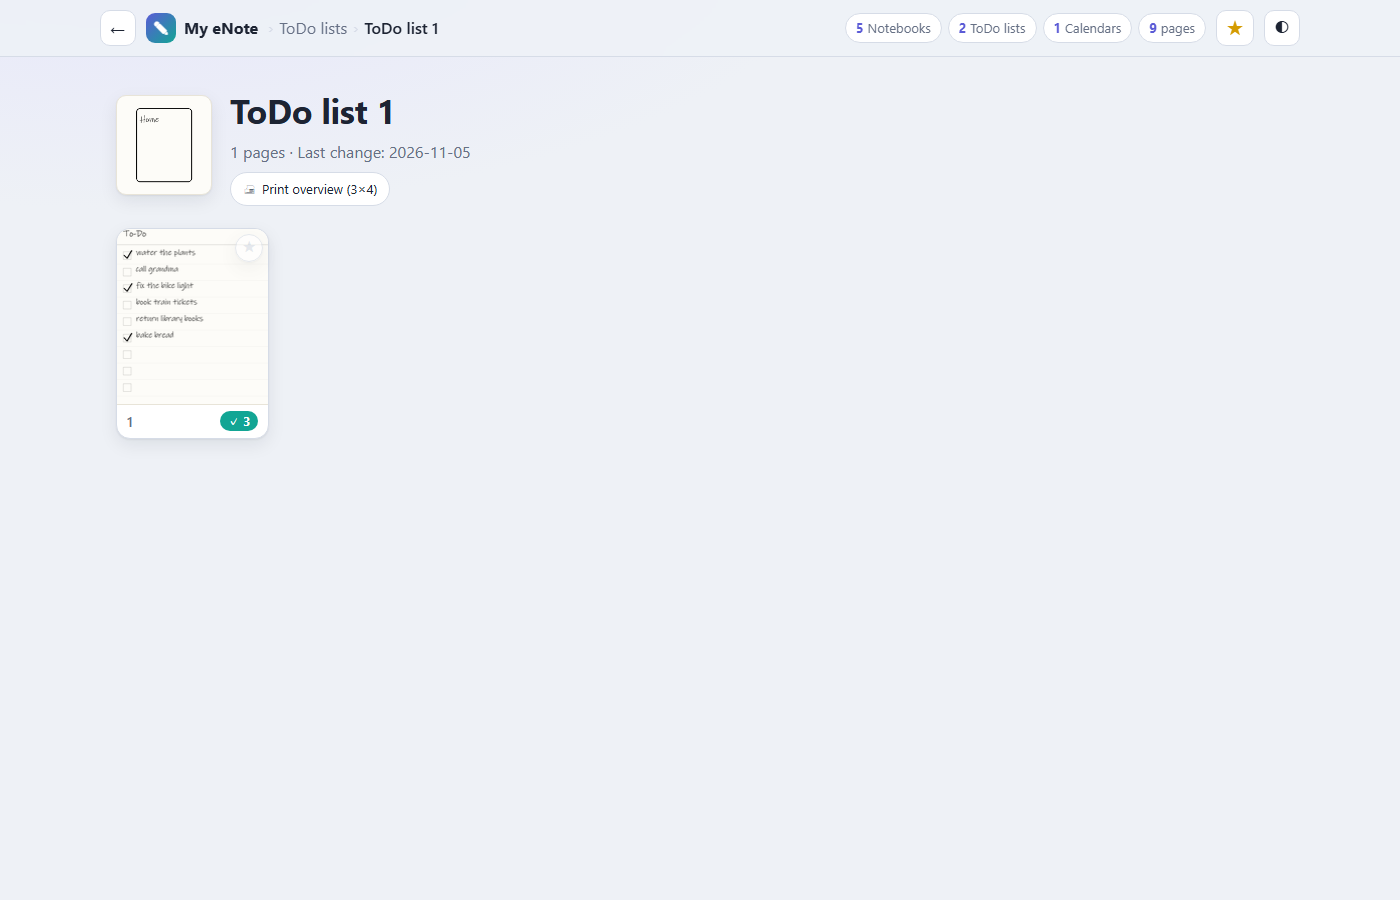 ← My eNote › ToDo lists › ToDo list 1
5 Notebooks
2 ToDo lists
1 Calendars
9 pages
Home
ToDo list 1
1 pages · Last change: 2026-11-05
Print overview (3×4)
To-Do
water the plants
call grandma
fix the bike light
book train tickets
return library books
bake bread
1
✓ 3